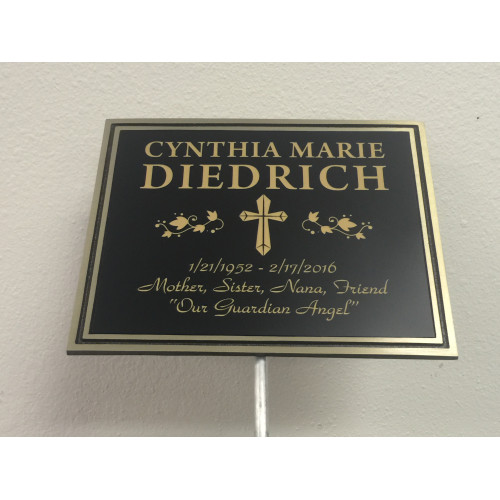 CYNTHIA MARIE
DIEDRICH
1/21/1952 - 2/17/2016
Mother, Sister, Nana, Friend
"Our Guardian Angel"